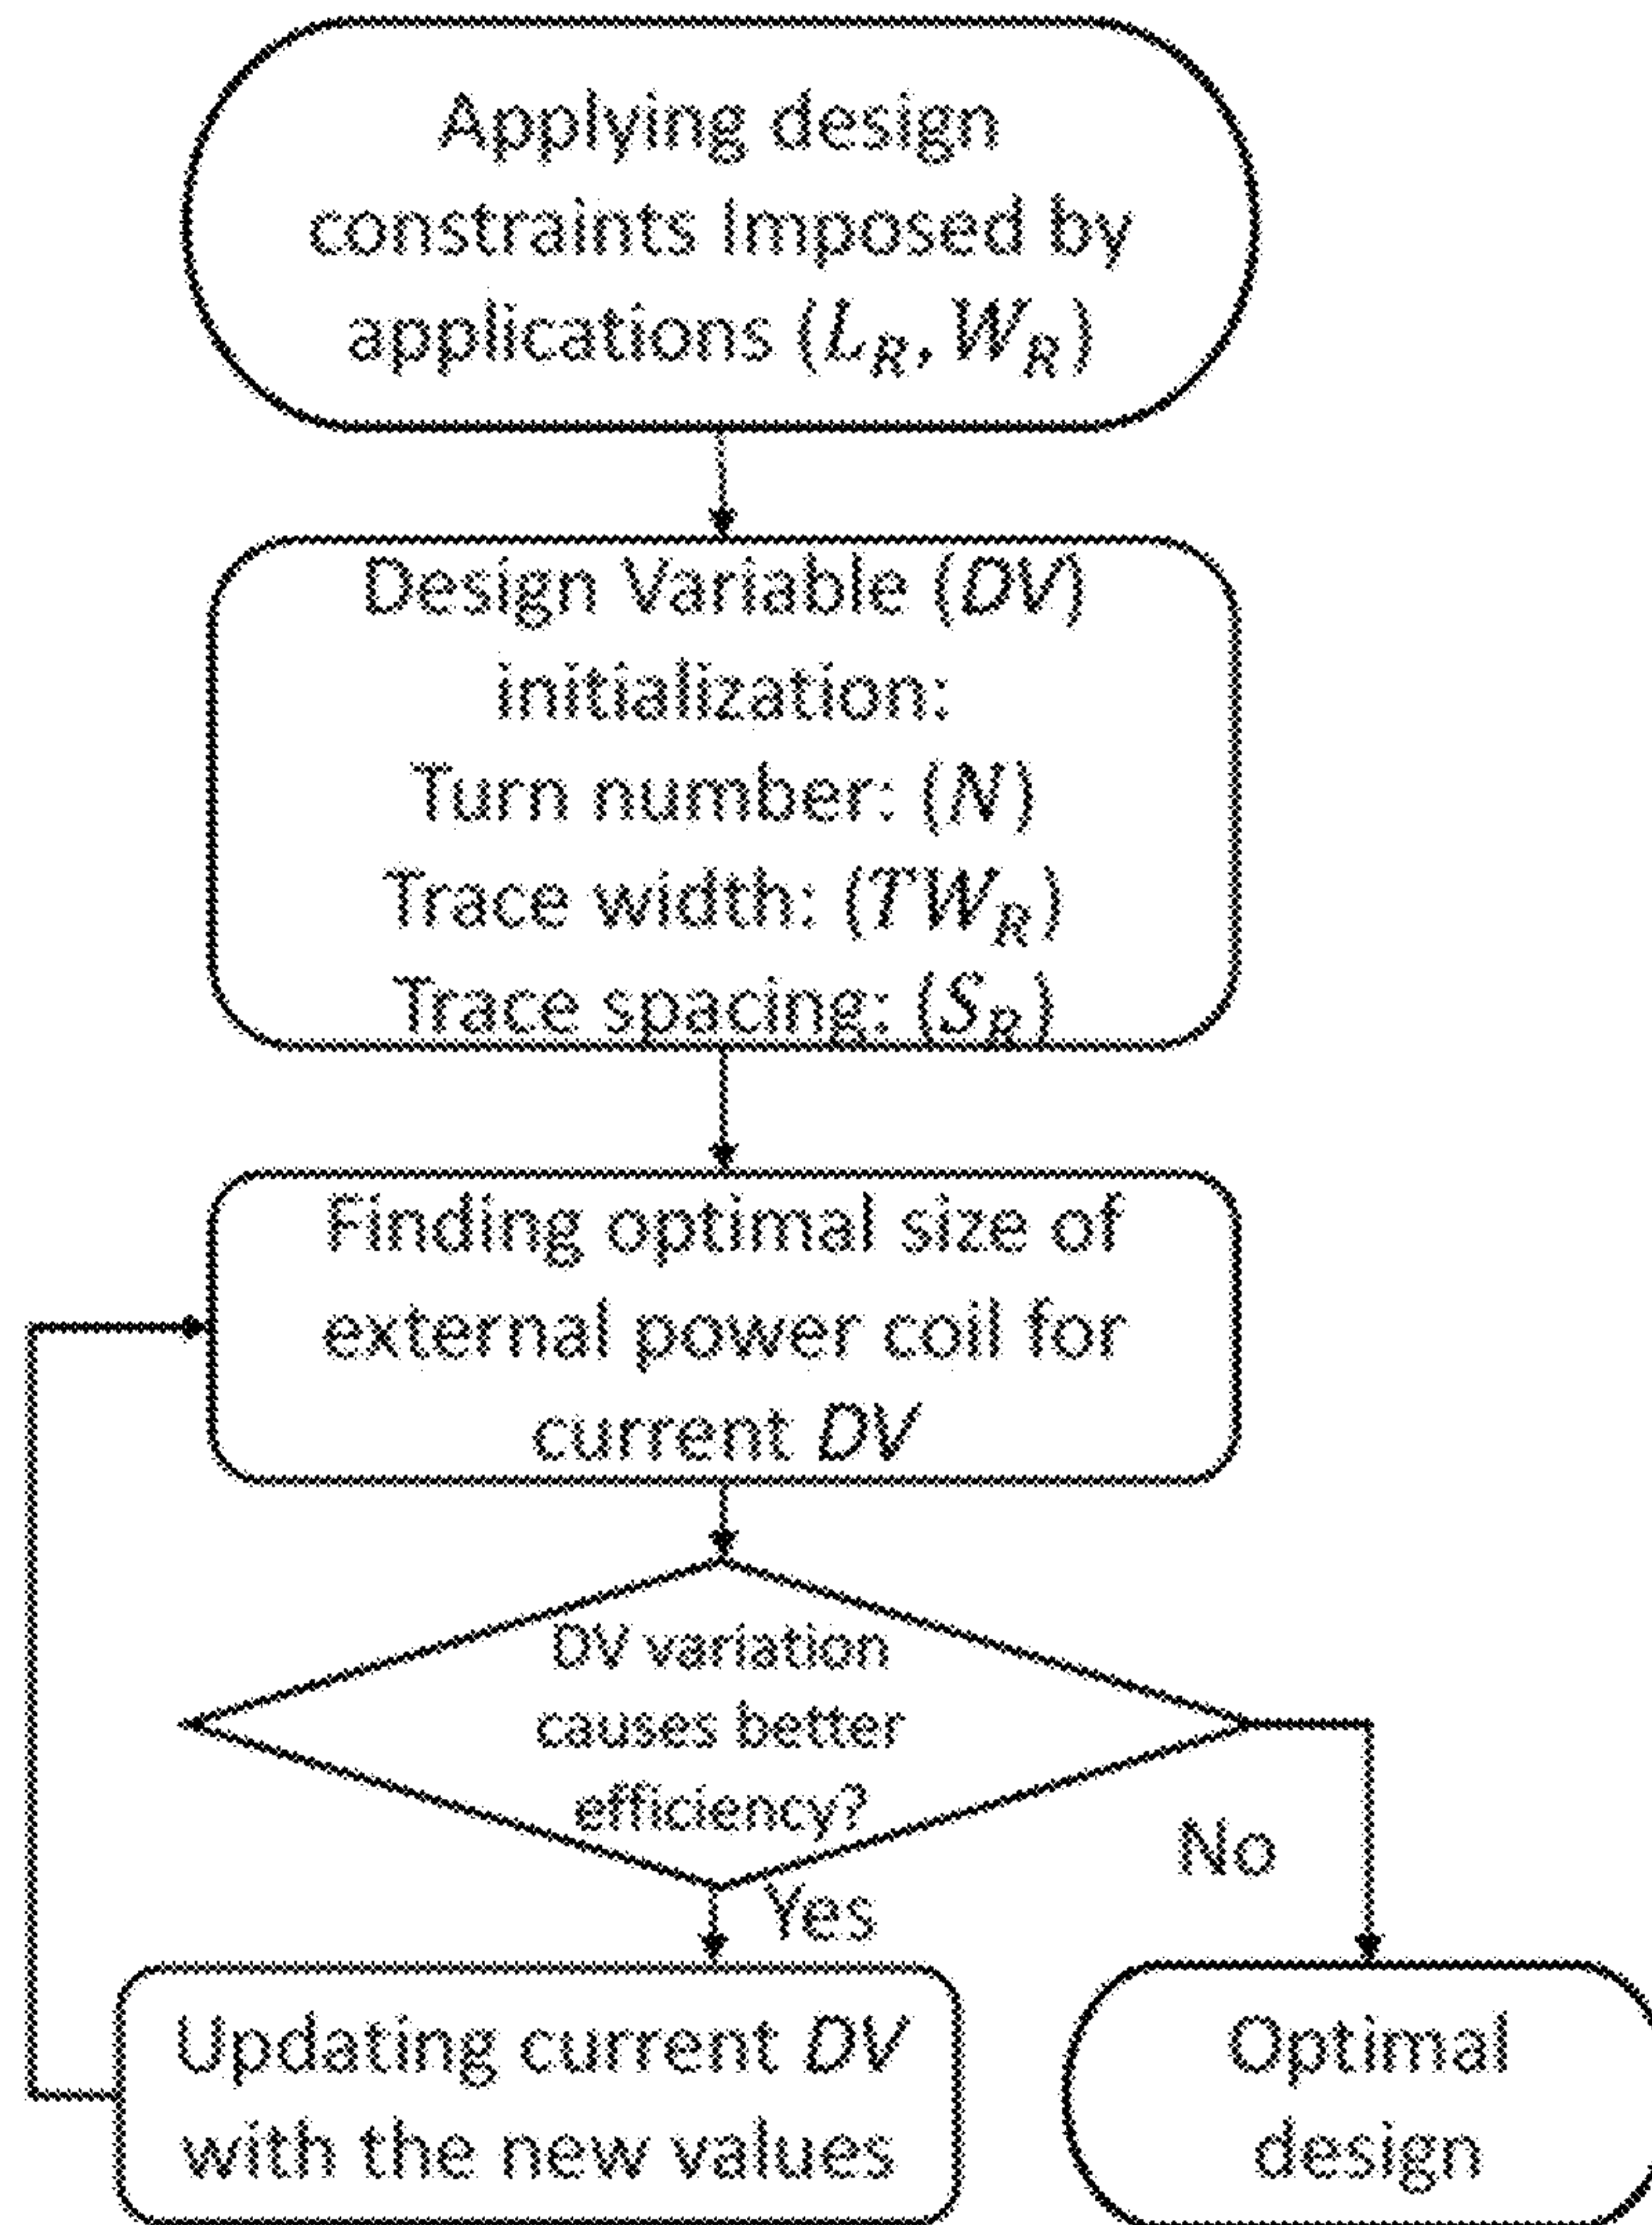 Applying design
constraints Imposed by
applications (L_R, W_R)
Design Variable (DV)
initialization:
Turn number: (N)
Trace width: (TW_R)
Trace spacing: (S_R)
Finding optimal size of
external power coil for
current DV
DV variation
causes better
efficiency?
No
Yes
Updating current DV
with the new values
Optimal
design